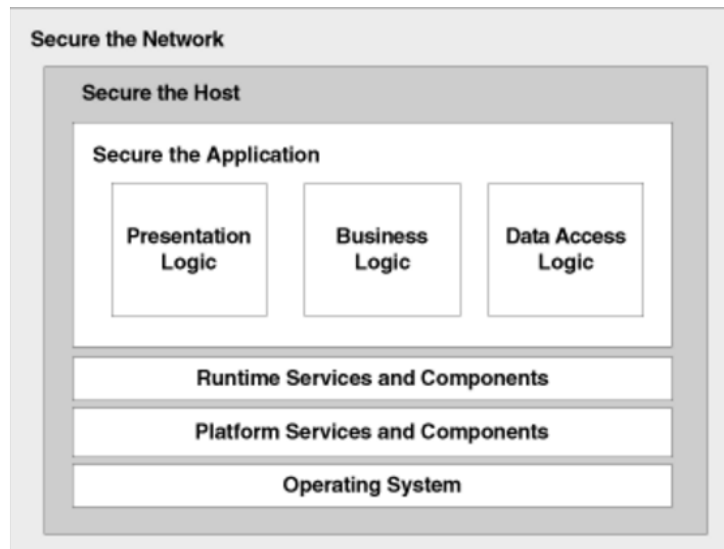 Secure the Network
Secure the Host
Secure the Application
Presentation
Logic
Business
Logic
Data Access
Logic
Runtime Services and Components
Platform Services and Components
Operating System